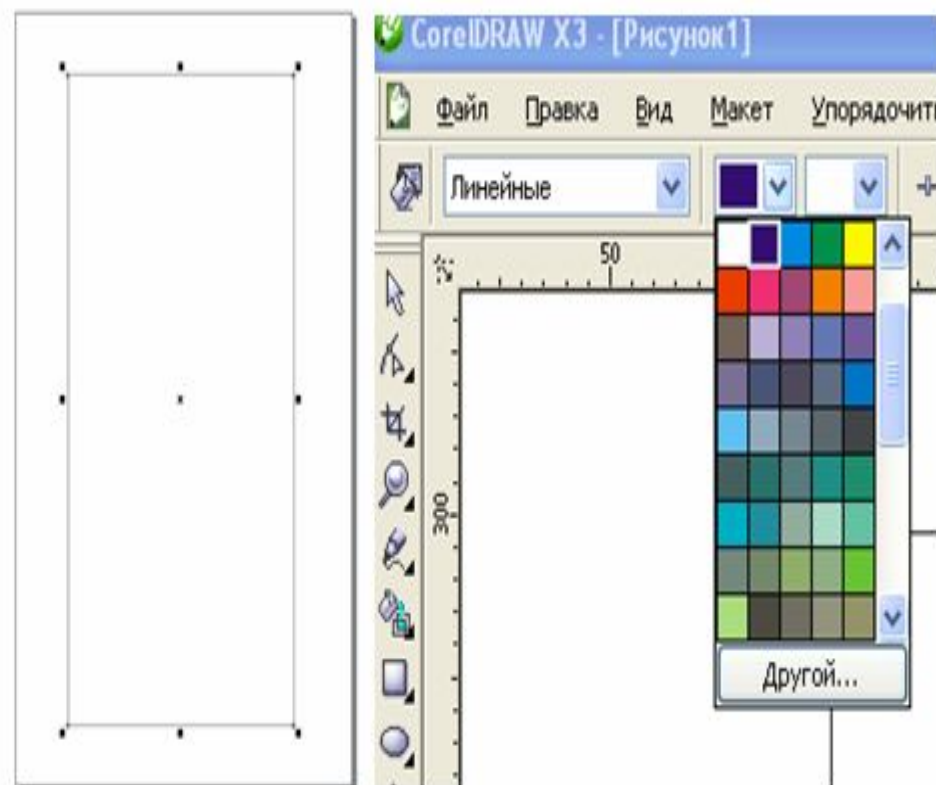 CorelDRAW X3 - [Рисунок1]
Файл Правка Вид Макет Упорядочить
Линейные
50
300
Другой...